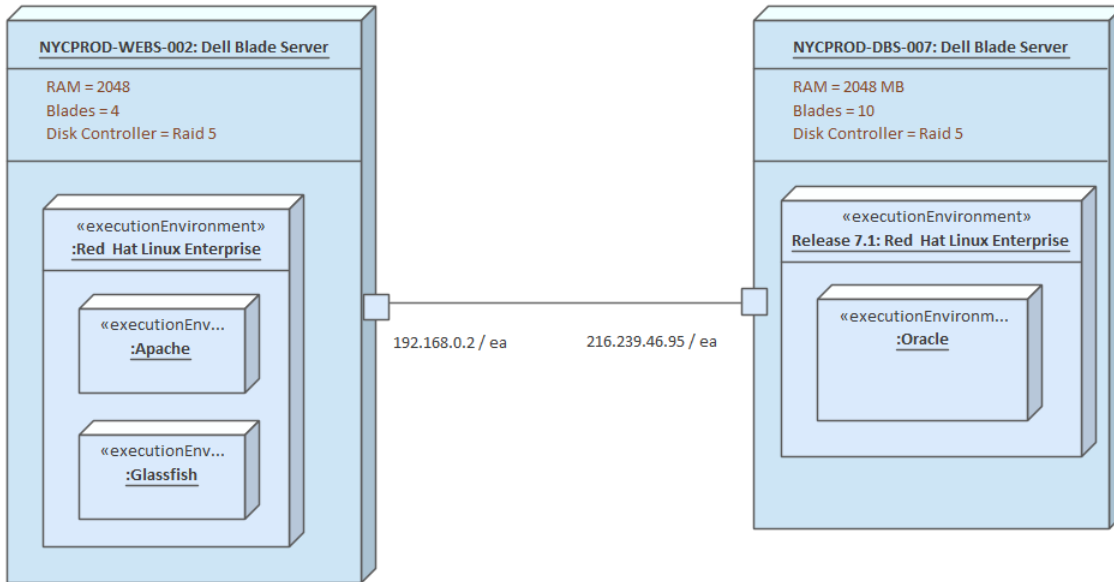 NYCPROD-WEBS-002: Dell Blade Server
RAM = 2048
Blades = 4
Disk Controller = Raid 5
«executionEnvironment»
:Red Hat Linux Enterprise
«executionEnv...
:Apache
«executionEnv...
:Glassfish
192.168.0.2 / ea
216.239.46.95 / ea
NYCPROD-DBS-007: Dell Blade Server
RAM = 2048 MB
Blades = 10
Disk Controller = Raid 5
«executionEnvironment»
Release 7.1: Red Hat Linux Enterprise
«executionEnvironm...
:Oracle